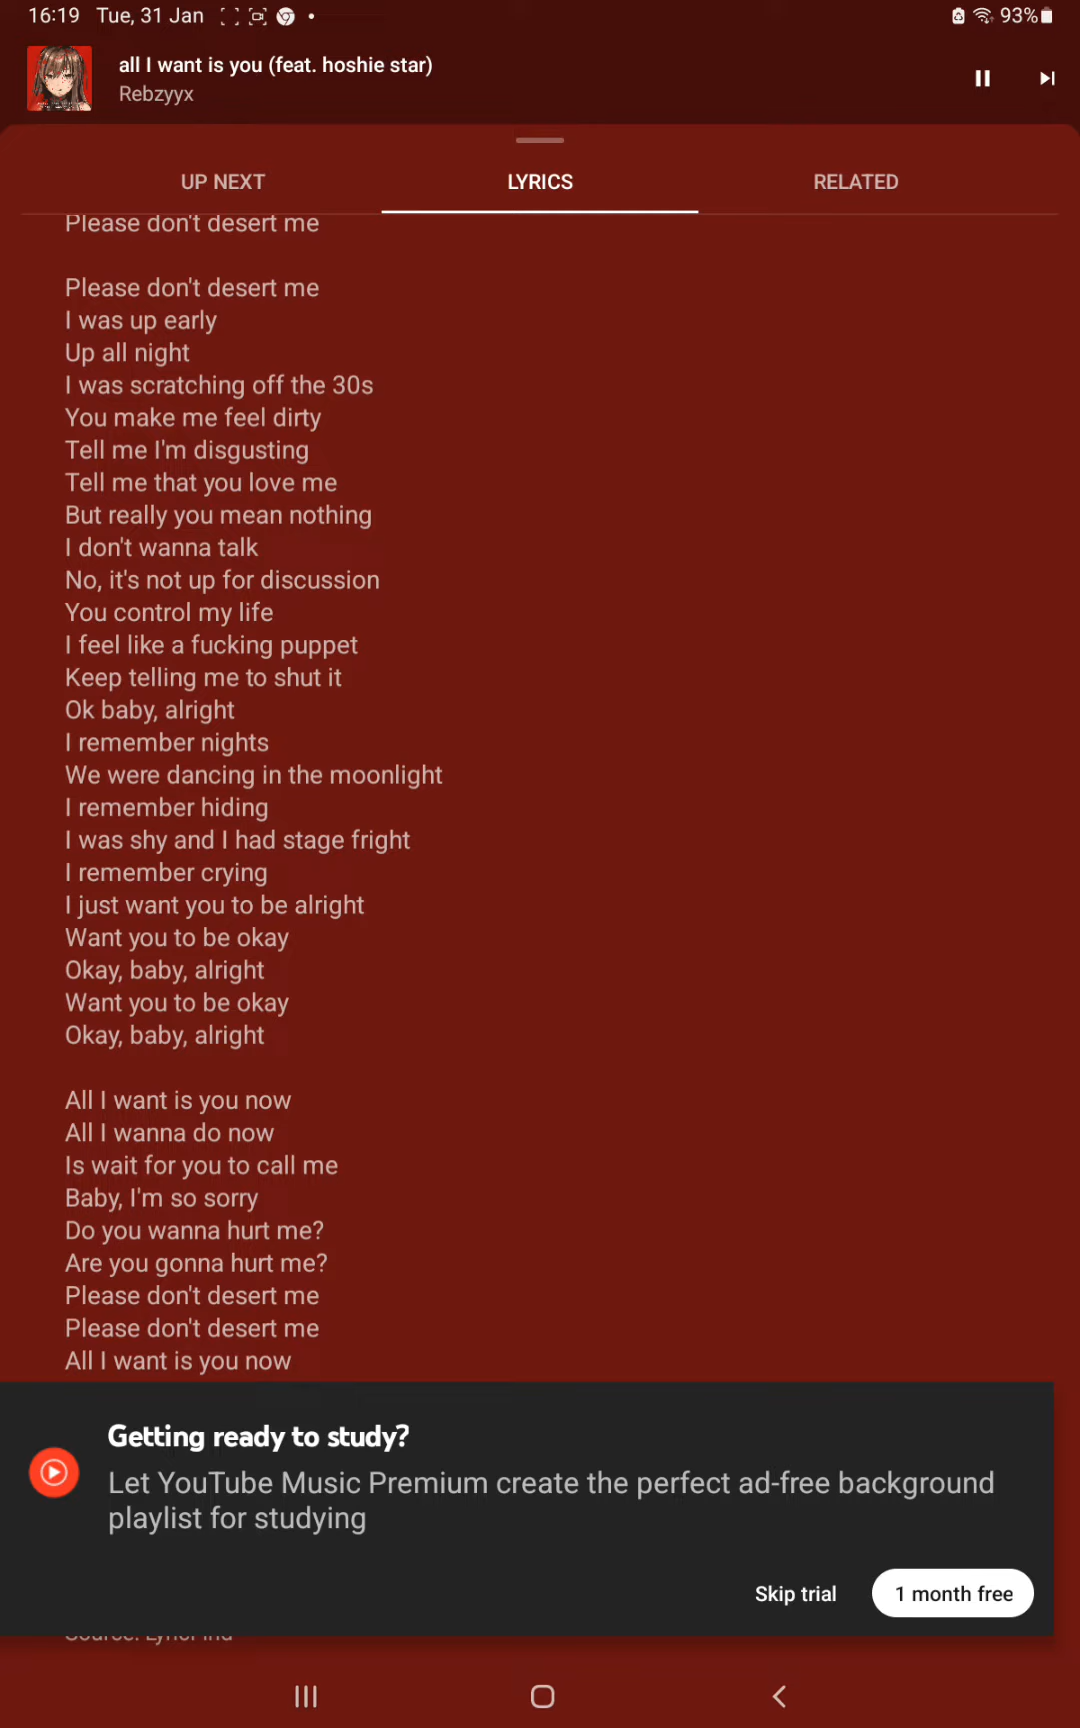 16:19 Tue, 31 Jan 93%
all I want is you (feat. hoshie star)
Rebzyyx
UP NEXT LYRICS RELATED
Please don't desert me
Please don't desert me
I was up early
Up all night
I was scratching off the 30s
You make me feel dirty
Tell me I'm disgusting
Tell me that you love me
But really you mean nothing
I don't wanna talk
No, it's not up for discussion
You control my life
I feel like a fucking puppet
Keep telling me to shut it
Ok baby, alright
I remember nights
We were dancing in the moonlight
I remember hiding
I was shy and I had stage fright
I remember crying
I just want you to be alright
Want you to be okay
Okay, baby, alright
Want you to be okay
Okay, baby, alright
All I want is you now
All I wanna do now
Is wait for you to call me
Baby, I'm so sorry
Do you wanna hurt me?
Are you gonna hurt me?
Please don't desert me
Please don't desert me
All I want is you now
Getting ready to study?
Let YouTube Music Premium create the perfect ad-free background
playlist for studying
Skip trial 1 month free